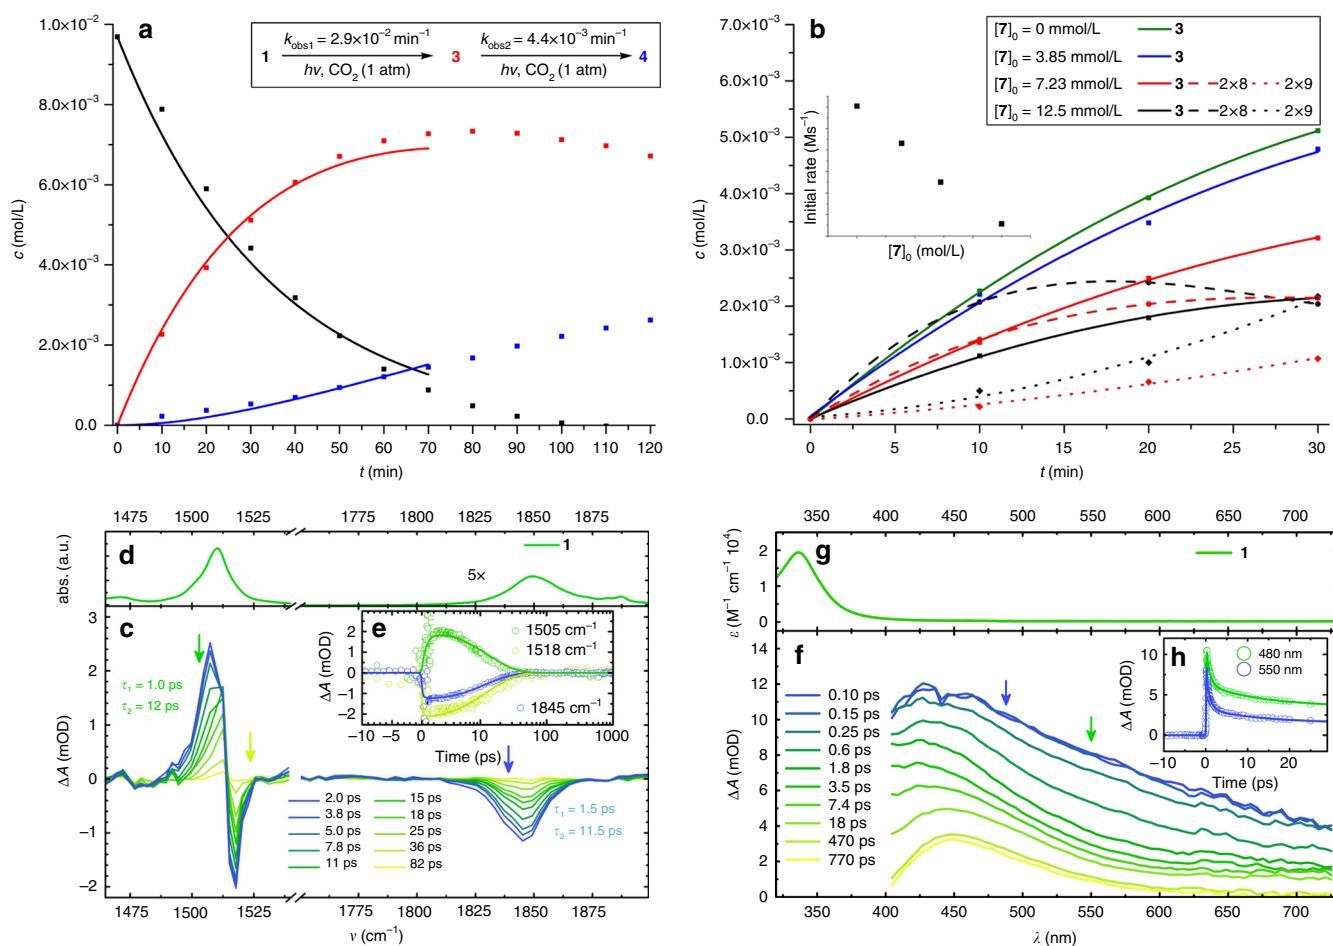 a
1.0×10⁻²
8.0×10⁻³
6.0×10⁻³
4.0×10⁻³
2.0×10⁻³
0.0
c (mol/L)
0 10 20 30 40 50 60 70 80 90 100 110 120
t (min)
k_obs1 = 2.9×10⁻² min⁻¹ k_obs2 = 4.4×10⁻³ min⁻¹
1 3 4
hν, CO₂ (1 atm) hν, CO₂ (1 atm)
b
7.0×10⁻³
6.0×10⁻³
5.0×10⁻³
4.0×10⁻³
3.0×10⁻³
2.0×10⁻³
1.0×10⁻³
0.0
c (mol/L)
0 5 10 15 20 25 30
t (min)
[7]₀ = 0 mmol/L 3
[7]₀ = 3.85 mmol/L 3
[7]₀ = 7.23 mmol/L 3 2×8 2×9
[7]₀ = 12.5 mmol/L 3 2×8 2×9
Initial rate (Ms⁻¹)
[7]₀ (mol/L)
1475 1500 1525 1775 1800 1825 1850 1875
d
abs. (a.u.)
1
5×
c
3
2
1
0
−1
−2
ΔA (mOD)
τ₁ = 1.0 ps
τ₂ = 12 ps
2.0 ps 15 ps
3.8 ps 18 ps
5.0 ps 25 ps
7.8 ps 36 ps
11 ps 82 ps
τ₁ = 1.5 ps
τ₂ = 11.5 ps
1475 1500 1525 1775 1800 1825 1850 1875
ν (cm⁻¹)
e
2
1
0
−1
−2
ΔA (mOD)
1505 cm⁻¹
1518 cm⁻¹
1845 cm⁻¹
−10 −5 0 10 100 1000
Time (ps)
350 400 450 500 550 600 650 700
g
2
1
0
ε (M⁻¹ cm⁻¹ 10⁴)
1
f
14
12
10
8
6
4
2
0
ΔA (mOD)
0.10 ps
0.15 ps
0.25 ps
0.6 ps
1.8 ps
3.5 ps
7.4 ps
18 ps
470 ps
770 ps
350 400 450 500 550 600 650 700
λ (nm)
h
10
5
0
ΔA (mOD)
480 nm
550 nm
−10 0 10 20
Time (ps)